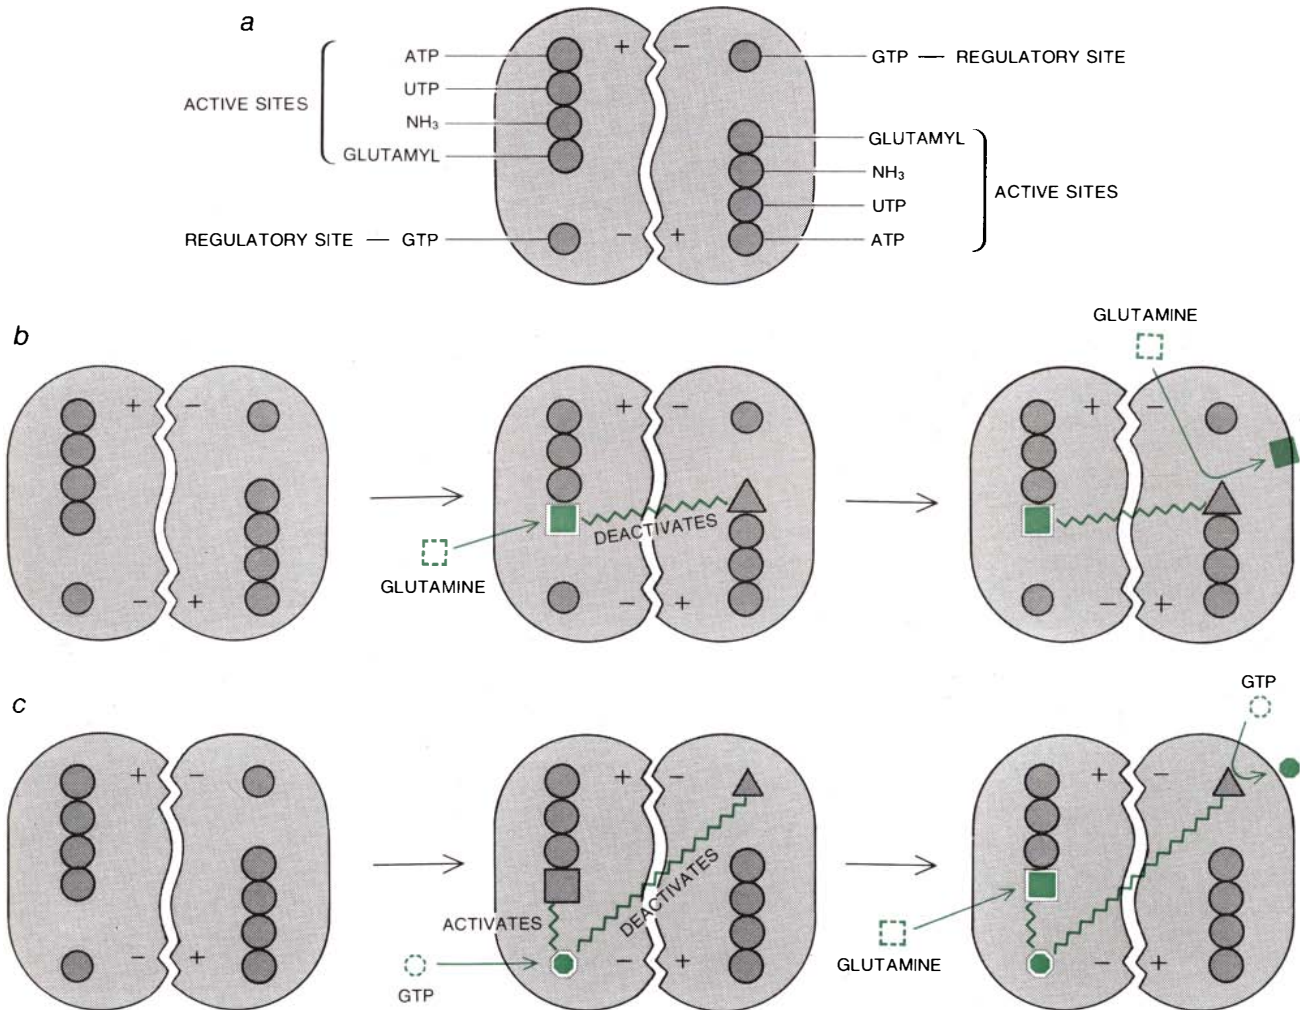 a
ATP
UTP
NH₃
GLUTAMYL
ACTIVE SITES
REGULATORY SITE — GTP
+ −
− +
GTP — REGULATORY SITE
GLUTAMYL
NH₃
UTP
ATP
ACTIVE SITES
b
+ −
− +
GLUTAMINE
DEACTIVATES
+ −
− +
GLUTAMINE
+ −
− +
c
+ −
− +
ACTIVATES
DEACTIVATES
GTP
+ −
− +
GTP
GLUTAMINE
+ −
− +